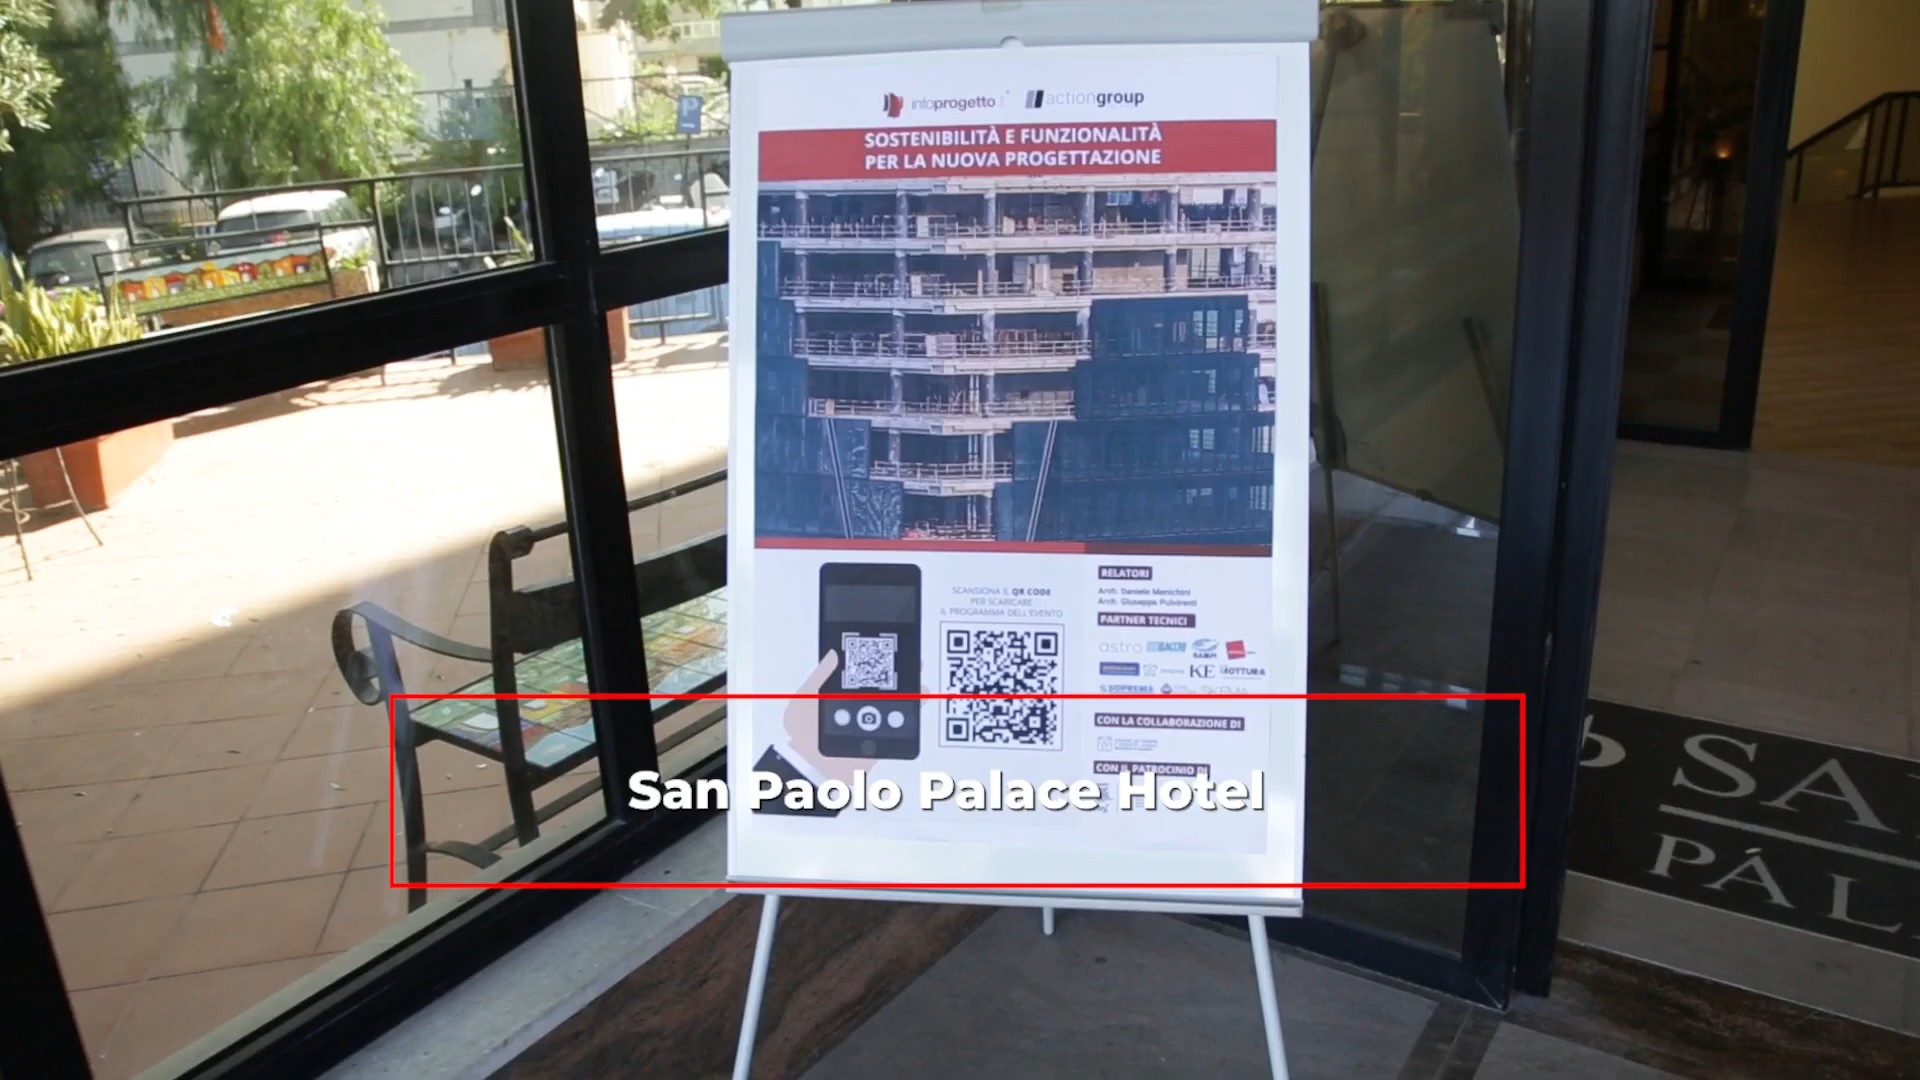 infoprogetto.it actiongroup
SOSTENIBILITÀ E FUNZIONALITÀ
PER LA NUOVA PROGETTAZIONE
SCANSIONA IL QR CODE
PER SCARICARE
IL PROGRAMMA DELL'EVENTO
RELATORI
Arch. Daniele Menichini
Arch. Giuseppe Pulvirenti
PARTNER TECNICI
astro
KE MOTTURA
SOPREMA
CON LA COLLABORAZIONE DI
CON IL PATROCINIO DI
San Paolo Palace Hotel
SA
PÁL
P